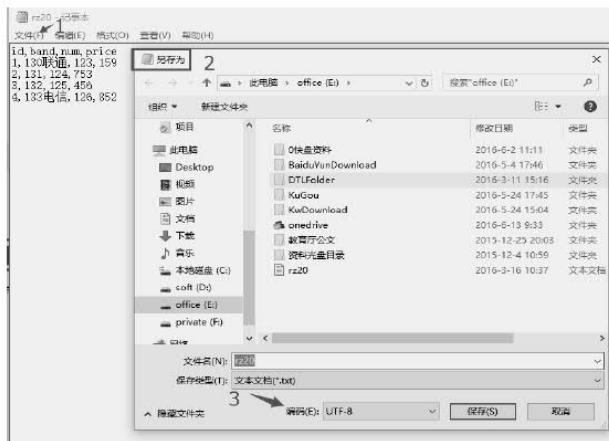 rz20 - 记事本
1
文件(F) 编辑(E) 格式(O) 查看(V) 帮助(H)
id,band,num,price
1,130联通,123,159
2,131,124,753
3,132,125,456
4,133电信,126,852
另存为 2
此电脑 › office (E:) ›
搜索"office (E:)"
组织 新建文件夹
名称 修改日期 类型
项目
此电脑
Desktop
视频
图片
文档
下载
音乐
本地磁盘 (C:)
soft (D:)
office (E:)
private (F:)
网络
0快盘资料 2016-6-2 11:11 文件夹
BaiduYunDownload 2016-5-4 17:46 文件夹
DTLFolder 2016-3-11 15:16 文件夹
KuGou 2016-5-24 17:45 文件夹
KwDownload 2016-5-24 15:04 文件夹
onedrive 2016-6-13 9:33 文件夹
教育厅公文 2015-12-25 20:03 文件夹
资料光盘目录 2015-12-4 10:59 文件夹
rz20 2016-3-16 10:37 文本文档
文件名(N): rz20
保存类型(T): 文本文档(*.txt)
3
隐藏文件夹 编码(E): UTF-8 保存(S) 取消